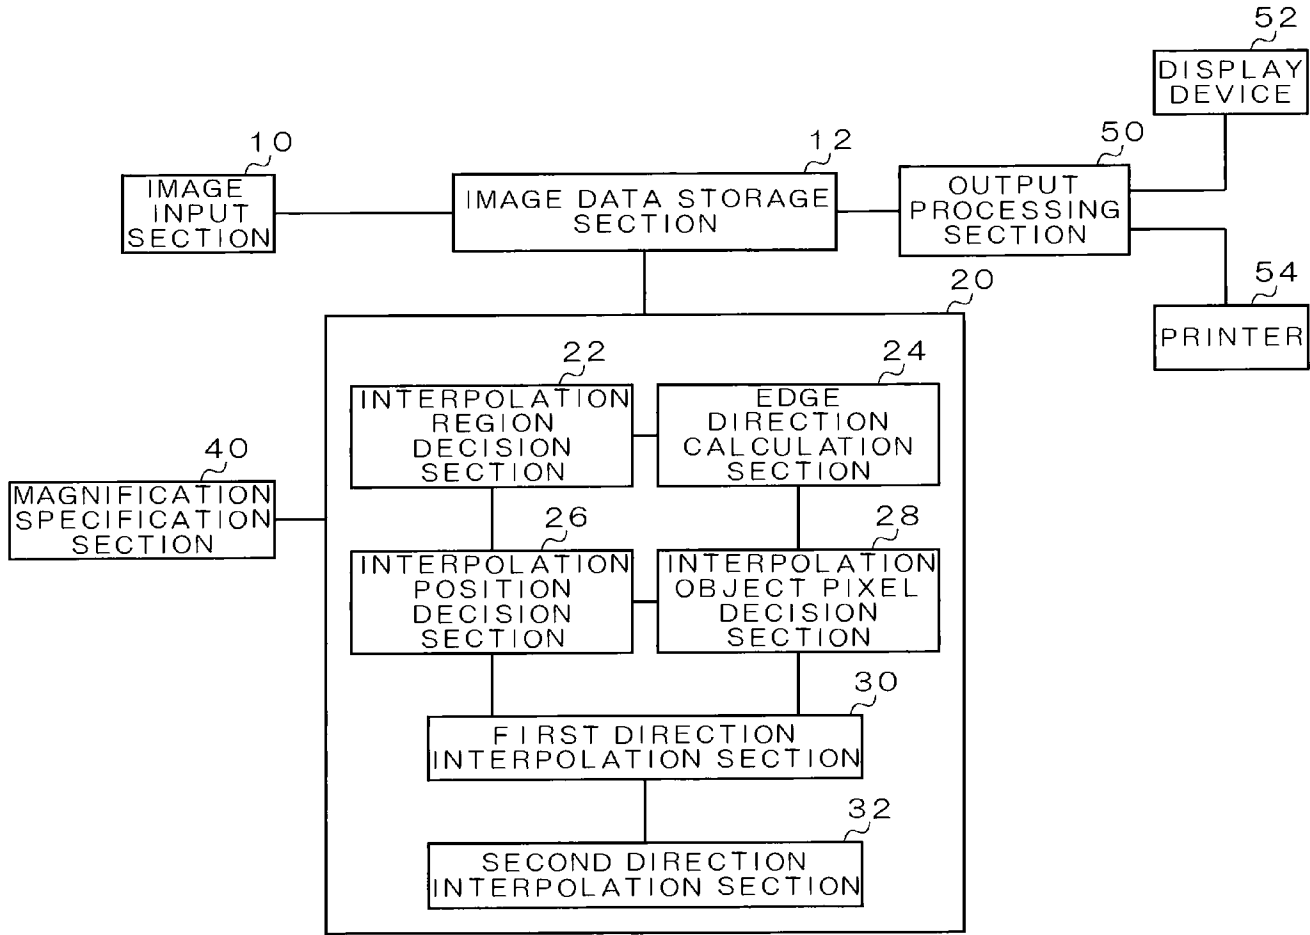 52
DISPLAY
DEVICE
10
IMAGE
INPUT
SECTION
12
IMAGE DATA STORAGE
SECTION
50
OUTPUT
PROCESSING
SECTION
54
PRINTER
20
22
INTERPOLATION
REGION
DECISION
SECTION
24
EDGE
DIRECTION
CALCULATION
SECTION
40
MAGNIFICATION
SPECIFICATION
SECTION
26
INTERPOLATION
POSITION
DECISION
SECTION
28
INTERPOLATION
OBJECT PIXEL
DECISION
SECTION
30
FIRST DIRECTION
INTERPOLATION SECTION
32
SECOND DIRECTION
INTERPOLATION SECTION